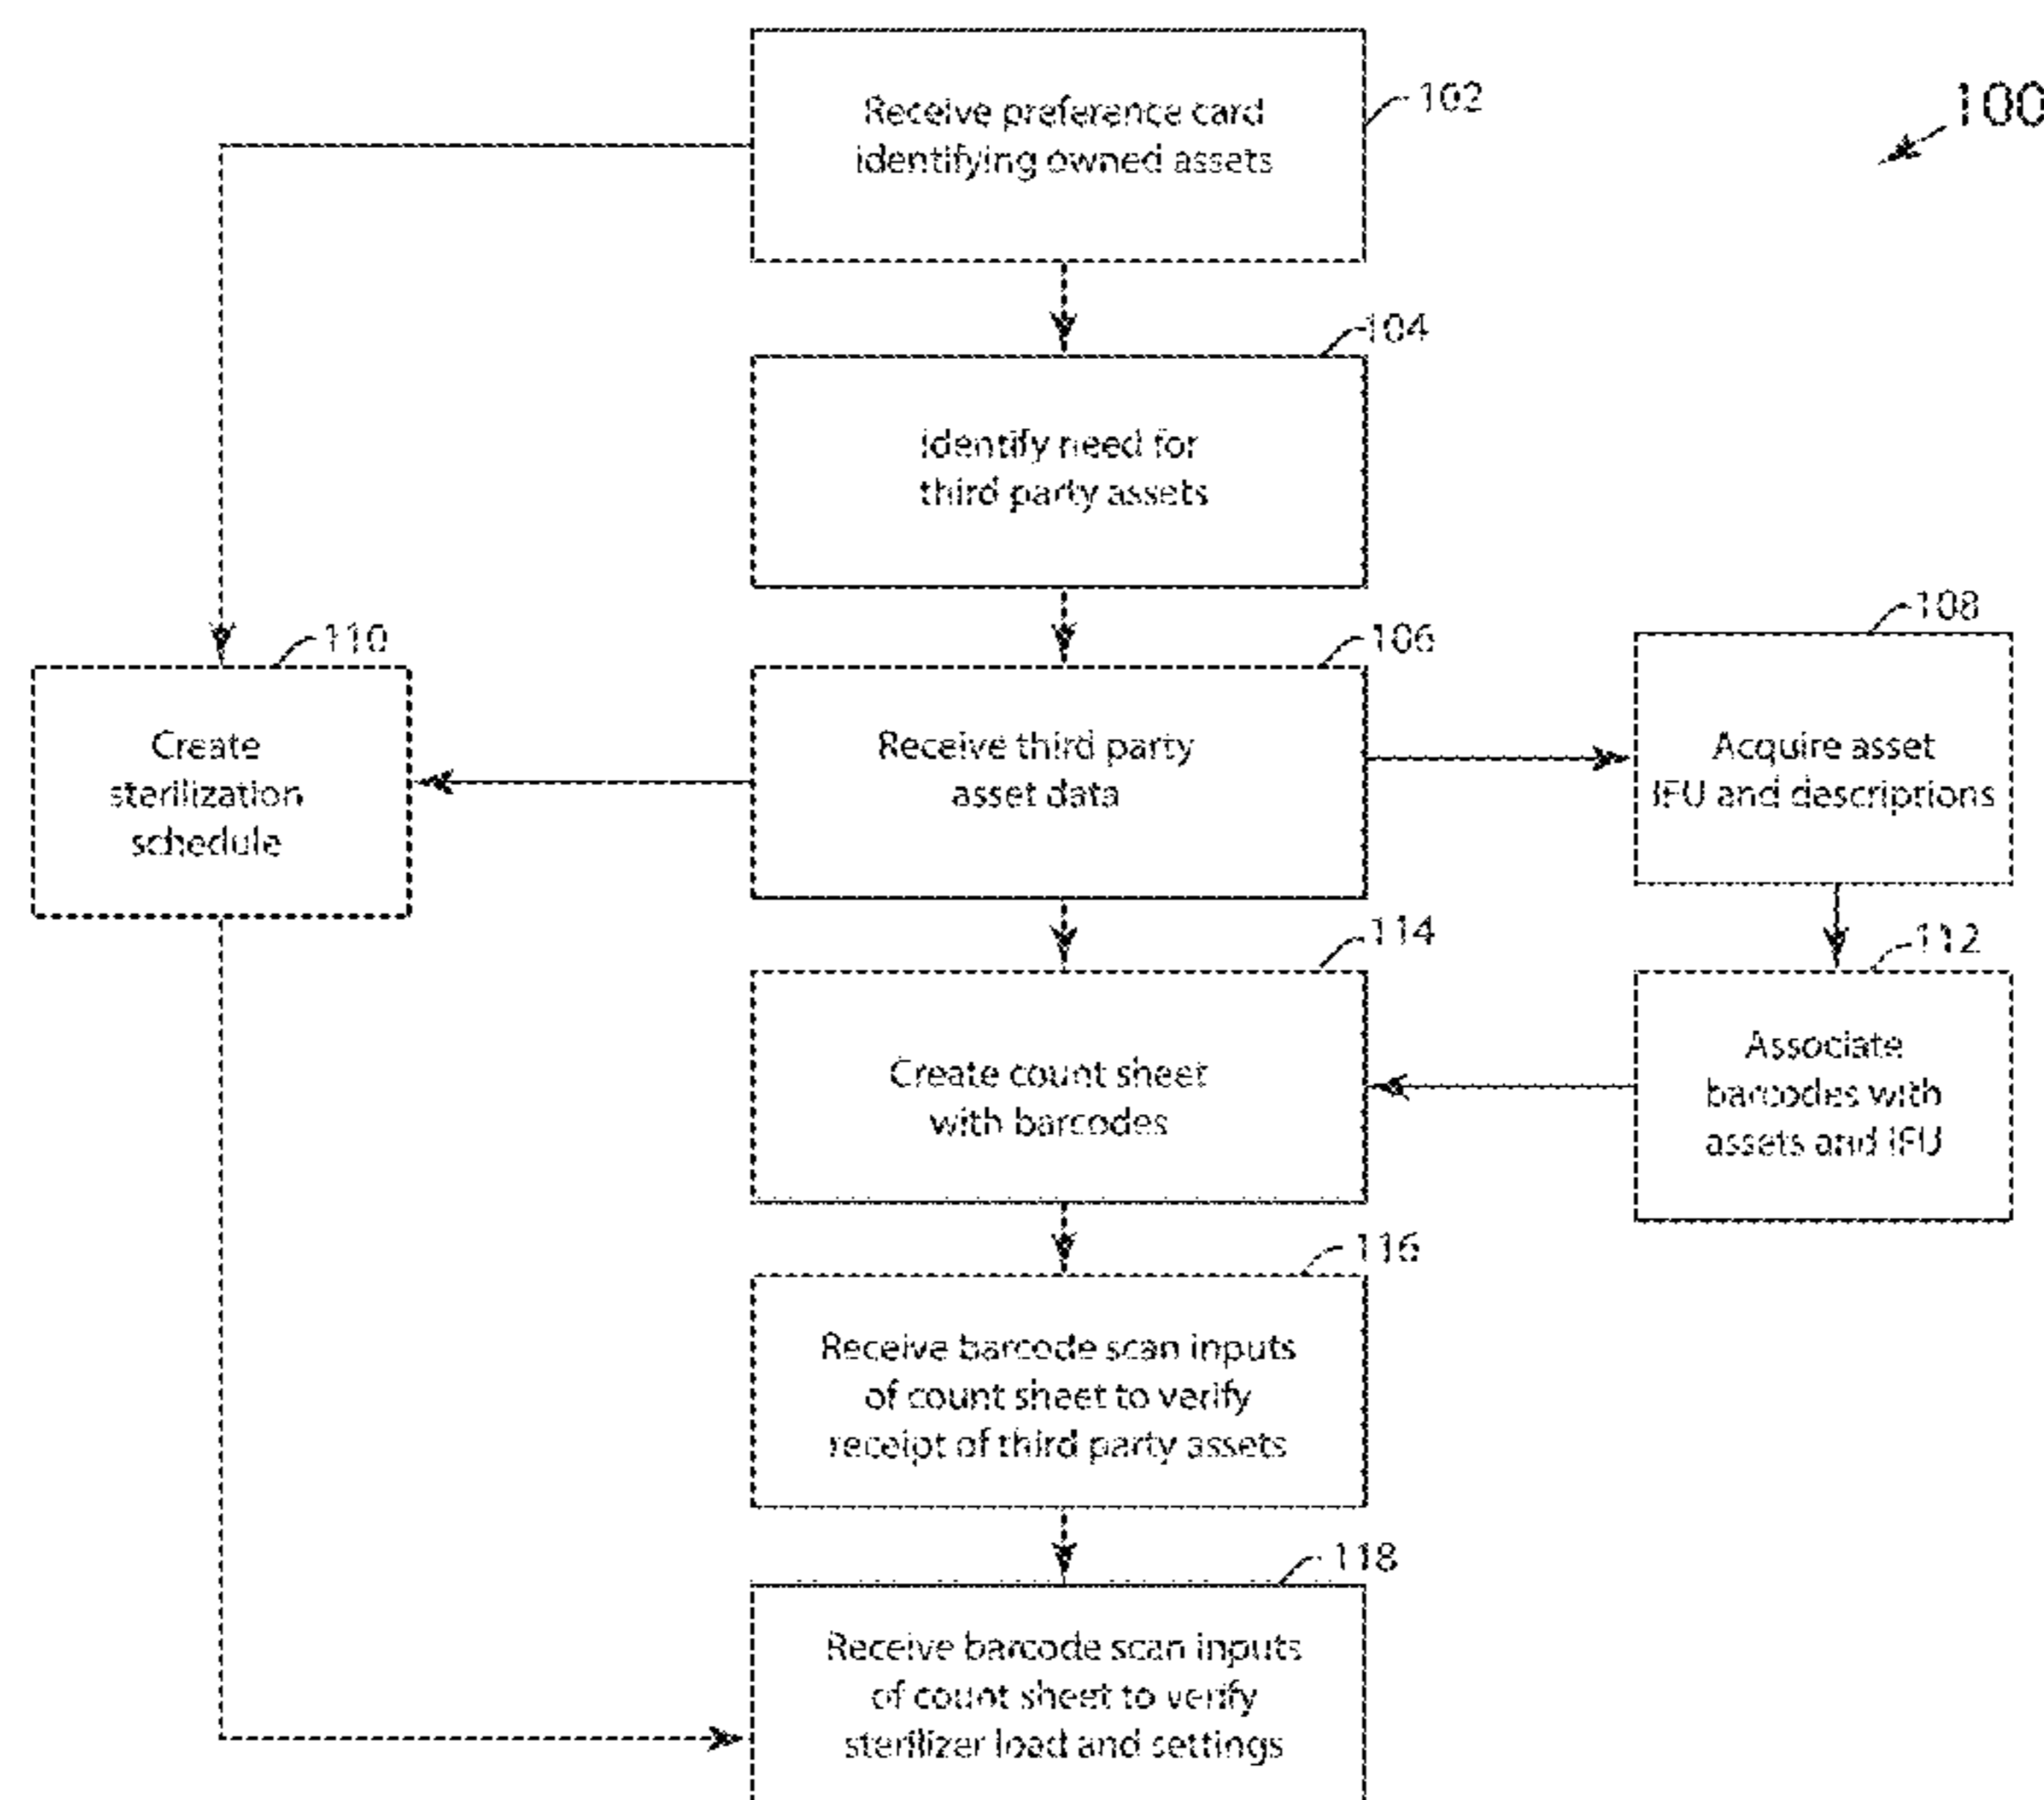 100
102
Receive preference card
identifying owned assets
104
Identify need for
third party assets
106
Receive third party
asset data
108
Acquire asset
IFU and descriptions
110
Create
sterilization
schedule
112
Associate
barcodes with
assets and IFU
114
Create count sheet
with barcodes
116
Receive barcode scan inputs
of count sheet to verify
receipt of third party assets
118
Receive barcode scan inputs
of count sheet to verify
sterilizer load and settings